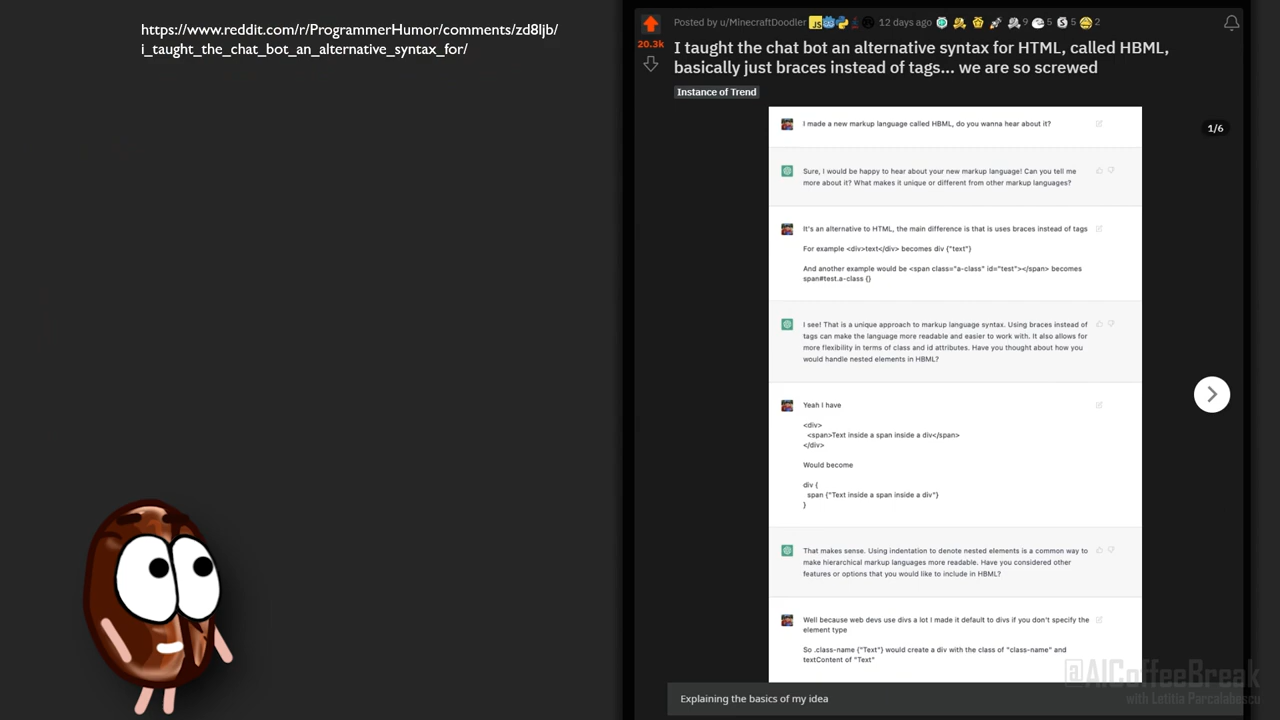 https://www.reddit.com/r/ProgrammerHumor/comments/zd8ljb/
i_taught_the_chat_bot_an_alternative_syntax_for/
Posted by u/MinecraftDoodler 12 days ago 9 5 5 2
20.3k
I taught the chat bot an alternative syntax for HTML, called HBML,
basically just braces instead of tags... we are so screwed
Instance of Trend
1/6
I made a new markup language called HBML, do you wanna hear about it?
Sure, I would be happy to hear about your new markup language! Can you tell me
more about it? What makes it unique or different from other markup languages?
It's an alternative to HTML, the main difference is that is uses braces instead of tags
For example <div>text</div> becomes div {"text"}
And another example would be <span class="a-class" id="test"></span> becomes
span#test.a-class {}
I see! That is a unique approach to markup language syntax. Using braces instead of
tags can make the language more readable and easier to work with. It also allows for
more flexibility in terms of class and id attributes. Have you thought about how you
would handle nested elements in HBML?
Yeah I have
<div>
<span>Text inside a span inside a div</span>
</div>
Would become
div {
span {"Text inside a span inside a div"}
}
That makes sense. Using indentation to denote nested elements is a common way to
make hierarchical markup languages more readable. Have you considered other
features or options that you would like to include in HBML?
Well because web devs use divs a lot I made it default to divs if you don't specify the
element type
So .class-name {"Text"} would create a div with the class of "class-name" and
textContent of "Text"
Explaining the basics of my idea
@AICoffeeBreak
with Letitia Parcalabescu